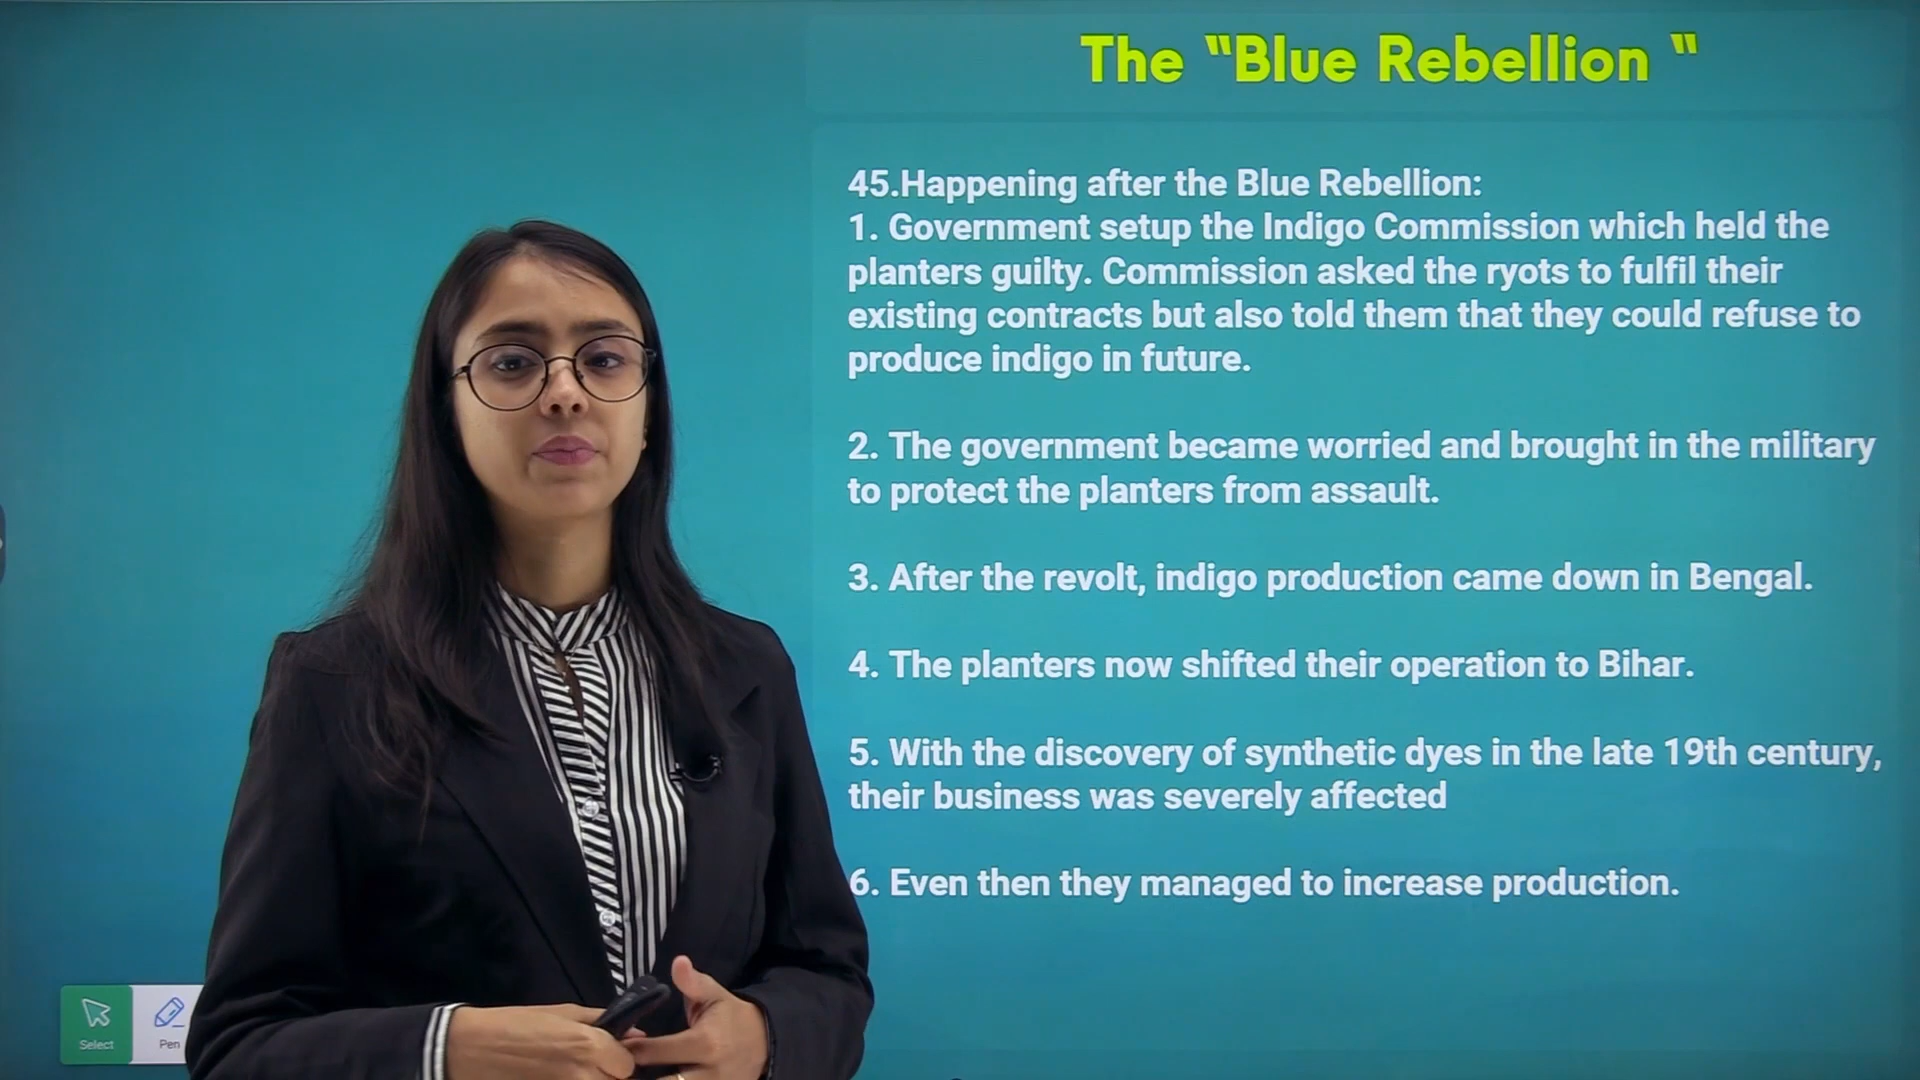 The “Blue Rebellion “
45.Happening after the Blue Rebellion:
1. Government setup the Indigo Commission which held the
planters guilty. Commission asked the ryots to fulfil their
existing contracts but also told them that they could refuse to
produce indigo in future.
2. The government became worried and brought in the military
to protect the planters from assault.
3. After the revolt, indigo production came down in Bengal.
4. The planters now shifted their operation to Bihar.
5. With the discovery of synthetic dyes in the late 19th century,
their business was severely affected
6. Even then they managed to increase production.
Select
Pen